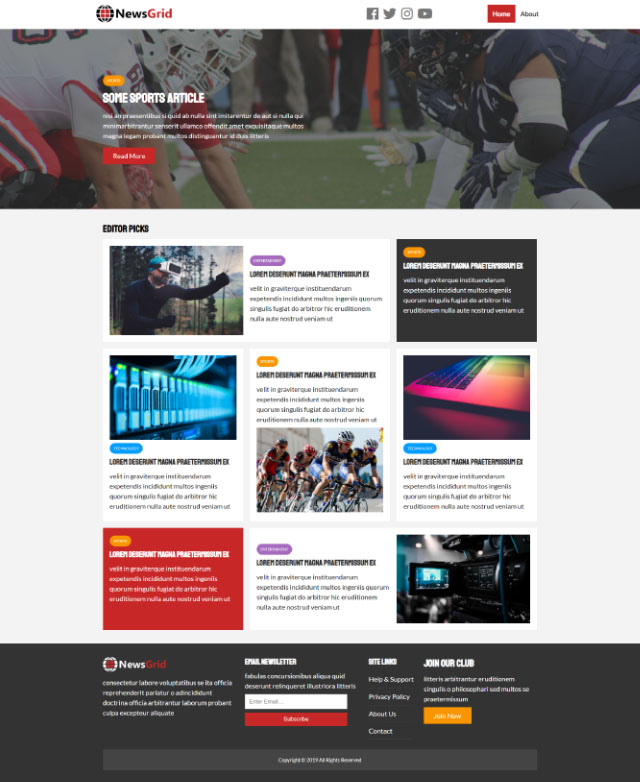 NewsGrid
Home
About
SPORTS
SOME SPORTS ARTICLE
nisi an praesentibus si quid ab nulla sint imitarentur do aut si nulla qui
minimarbitrantur senserit ullamco offendit amet exquisitaque multos
magna legam probant multos distinguantur id duis litteris
Read More
EDITOR PICKS
ENTERTAINMENT
LOREM DESERUNT MAGNA PRAETERMISSUM EX
velit in graviterque instituendarum
expetendis incididunt multos ingeniis quorum
singulis fugiat do arbitror hic eruditionem
nulla aute nostrud veniam ut
SPORTS
LOREM DESERUNT MAGNA PRAETERMISSUM EX
velit in graviterque instituendarum
expetendis incididunt multos ingeniis
quorum singulis fugiat do arbitror hic
eruditionem nulla aute nostrud veniam ut
TECHNOLOGY
LOREM DESERUNT MAGNA PRAETERMISSUM EX
velit in graviterque instituendarum
expetendis incididunt multos ingeniis
quorum singulis fugiat do arbitror hic
eruditionem nulla aute nostrud veniam ut
SPORTS
LOREM DESERUNT MAGNA PRAETERMISSUM EX
velit in graviterque instituendarum
expetendis incididunt multos ingeniis
quorum singulis fugiat do arbitror hic
eruditionem nulla aute nostrud veniam ut
TECHNOLOGY
LOREM DESERUNT MAGNA PRAETERMISSUM EX
velit in graviterque instituendarum
expetendis incididunt multos ingeniis
quorum singulis fugiat do arbitror hic
eruditionem nulla aute nostrud veniam ut
SPORTS
LOREM DESERUNT MAGNA PRAETERMISSUM EX
velit in graviterque instituendarum
expetendis incididunt multos ingeniis
quorum singulis fugiat do arbitror hic
eruditionem nulla aute nostrud veniam ut
ENTERTAINMENT
LOREM DESERUNT MAGNA PRAETERMISSUM EX
velit in graviterque instituendarum
expetendis incididunt multos ingeniis quorum
singulis fugiat do arbitror hic eruditionem
nulla aute nostrud veniam ut
NewsGrid
consectetur labore voluptatibus se ita officia
reprehenderit pariatur o adincididunt
doctrina officia arbitrantur laborum probant
culpa excepteur aliquate
EMAIL NEWSLETTER
fabulas concursionibus aliqua quid
deserunt relinqueret illustriora litteris
Enter Email...
Subscribe
SITE LINKS
Help & Support
Privacy Policy
About Us
Contact
JOIN OUR CLUB
litteris arbitrantur eruditionem
singulis o philosophari sed multos se
praetermissum
Join Now
Copyright © 2019 All Rights Reserved